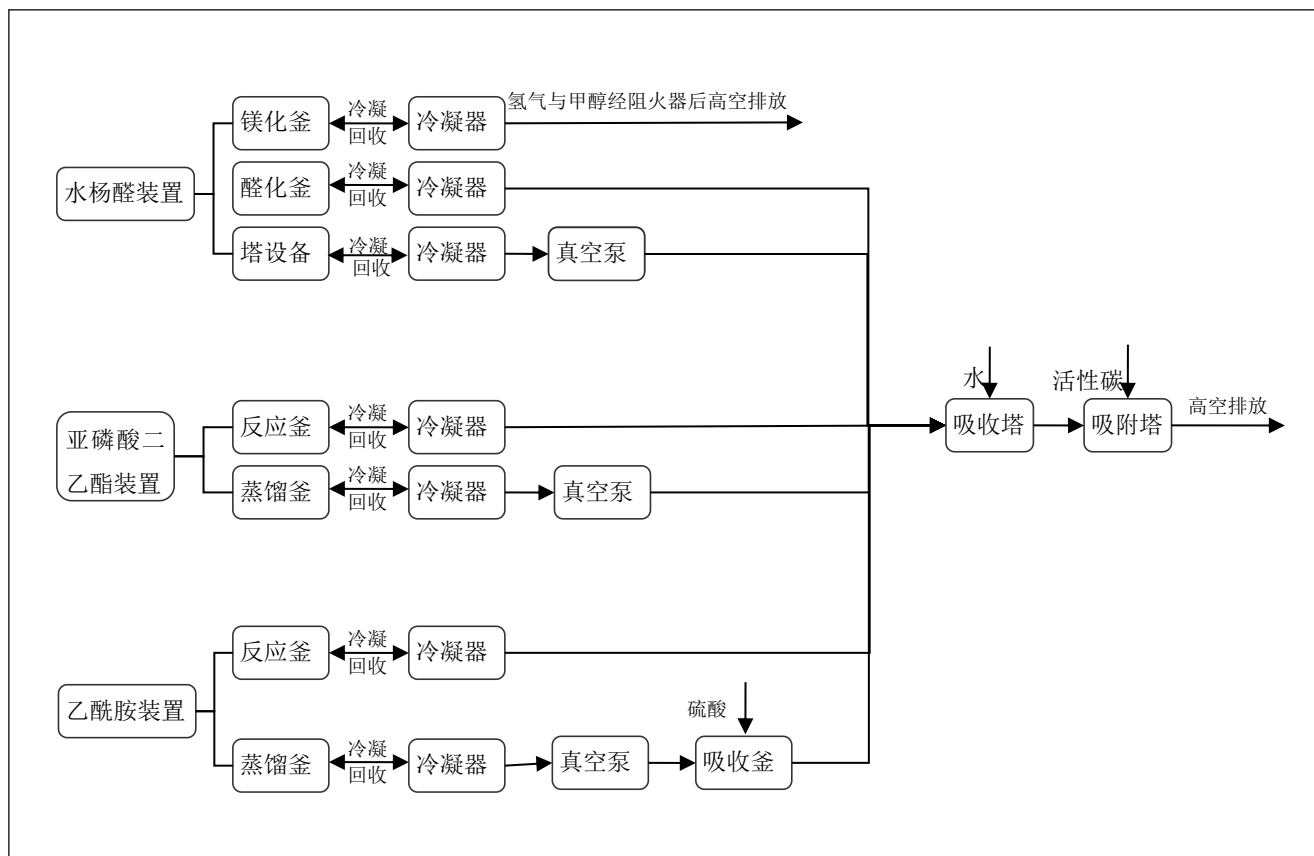 氢气与甲醇经阻火器后高空排放
镁化釜
冷凝
回收
冷凝器
水杨醛装置
醛化釜
冷凝
回收
冷凝器
塔设备
冷凝
回收
冷凝器
真空泵
亚磷酸二
乙酯装置
反应釜
冷凝
回收
冷凝器
蒸馏釜
冷凝
回收
冷凝器
真空泵
水
吸收塔
活性碳
吸附塔
高空排放
乙酰胺装置
反应釜
冷凝
回收
冷凝器
蒸馏釜
冷凝
回收
冷凝器
真空泵
硫酸
吸收釜